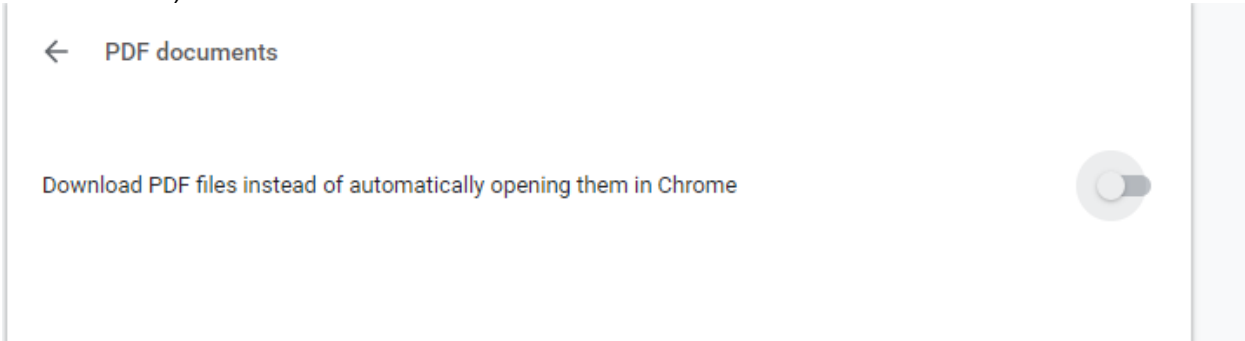 PDF documents
Download PDF files instead of automatically opening them in Chrome